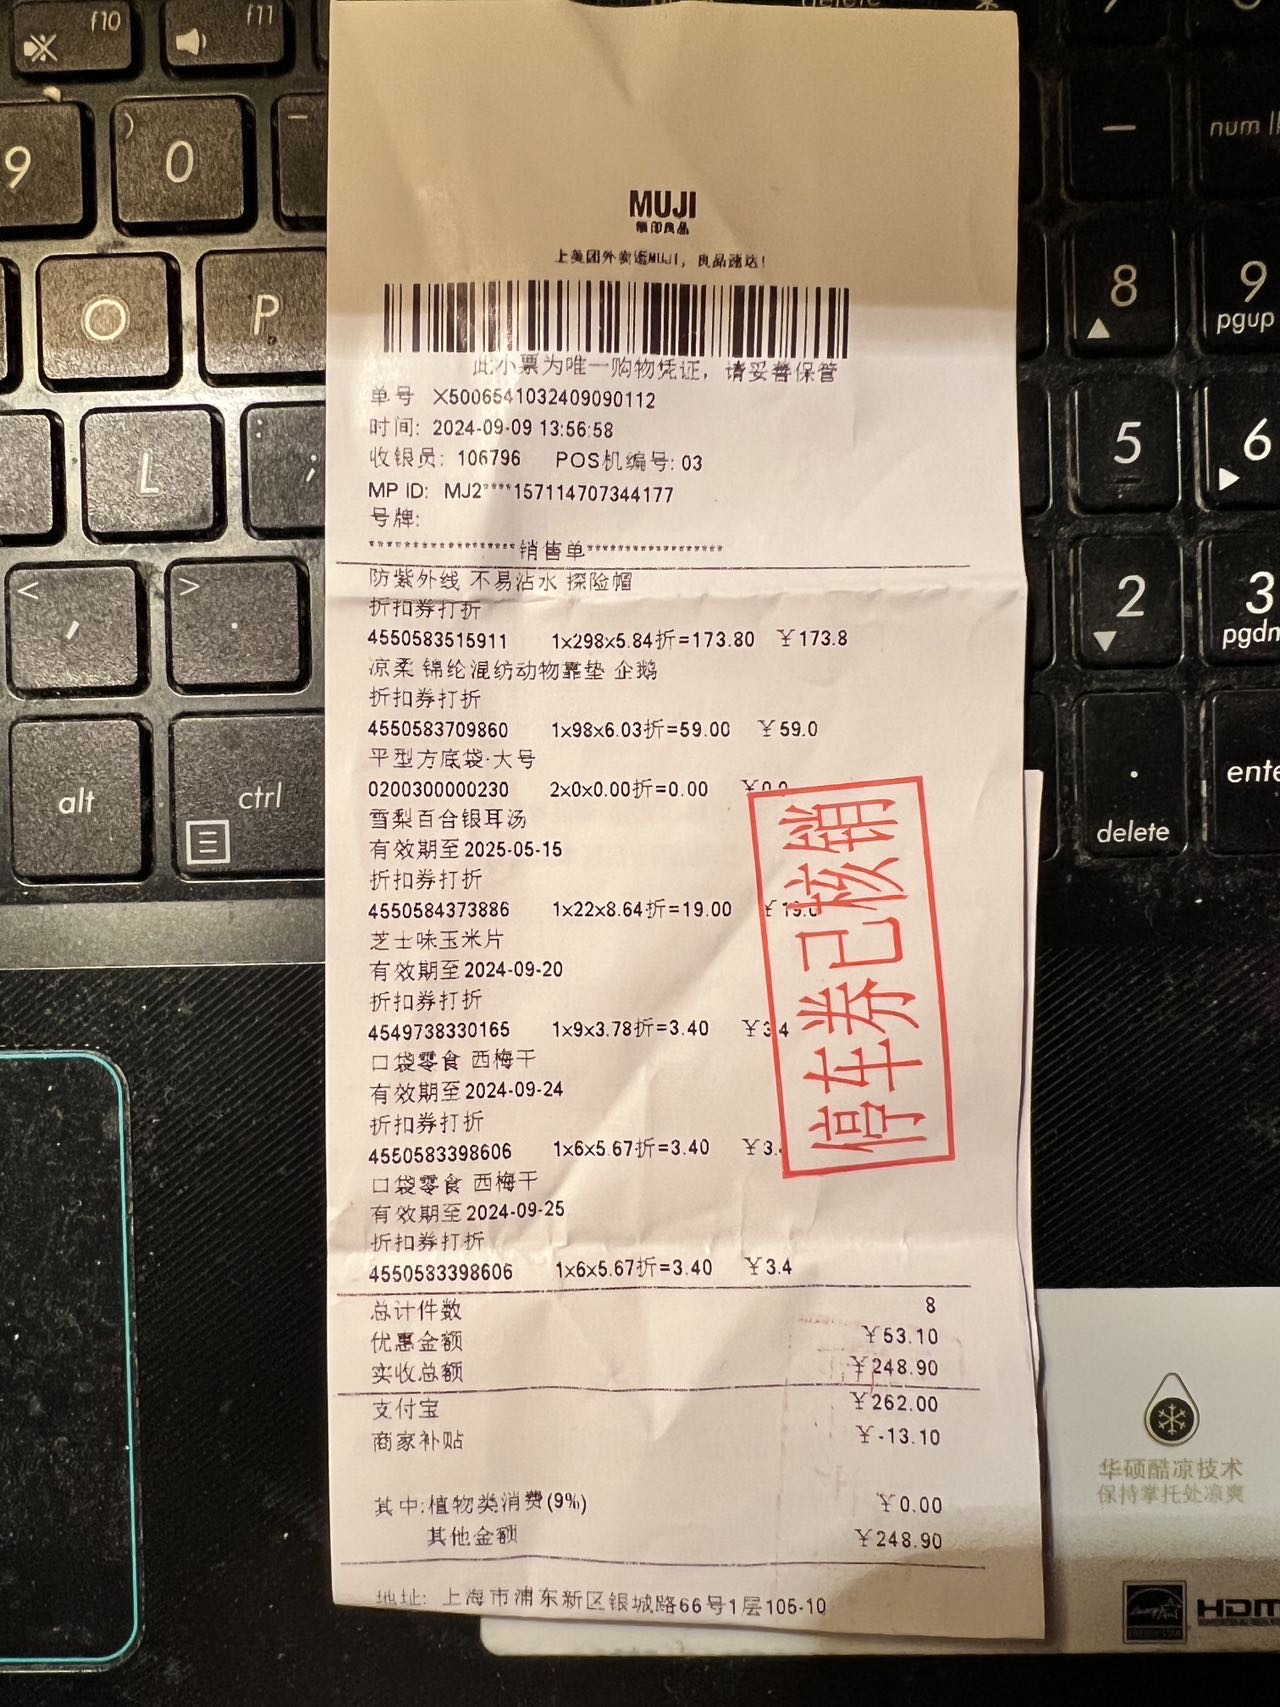 MUJI
無印良品
上美团外卖逛MUJI，良品速达！
此小票为唯一购物凭证，请妥善保管
单号 X5006541032409090112
时间: 2024-09-09 13:56:58
收银员: 106796 POS机编号: 03
MP ID: MJ2****157114707344177
号牌:
********************销售单********************
防紫外线 不易沾水 探险帽
折扣券打折
4550583515911 1x298x5.84折=173.80 ￥173.8
凉柔 锦纶混纺动物靠垫 企鹅
折扣券打折
4550583709860 1x98x6.03折=59.00 ￥59.0
平型方底袋·大号
0200300000230 2x0x0.00折=0.00 ￥0.0
雪梨百合银耳汤
有效期至2025-05-15
折扣券打折
4550584373886 1x22x8.64折=19.00 ￥19.0
芝士味玉米片
有效期至2024-09-20
折扣券打折
4549738330165 1x9x3.78折=3.40 ￥3.4
口袋零食 西梅干
有效期至2024-09-24
折扣券打折
4550583398606 1x6x5.67折=3.40 ￥3.4
口袋零食 西梅干
有效期至2024-09-25
折扣券打折
4550583398606 1x6x5.67折=3.40 ￥3.4
停车券已核销
总计件数 8
优惠金额 ￥53.10
实收总额 ￥248.90
支付宝 ￥262.00
商家补贴 ￥-13.10
其中:植物类消费(9%) ￥0.00
其他金额 ￥248.90
地址: 上海市浦东新区银城路66号1层105-10
f10
f11
9
)
0
O
P
L
:
;
<
,
>
.
alt
ctrl
delete
*
7
-
num l
8
9
pgup
5
6
2
3
pgdn
.
delete
ente
华硕酷凉技术
保持掌托处凉爽
HDM